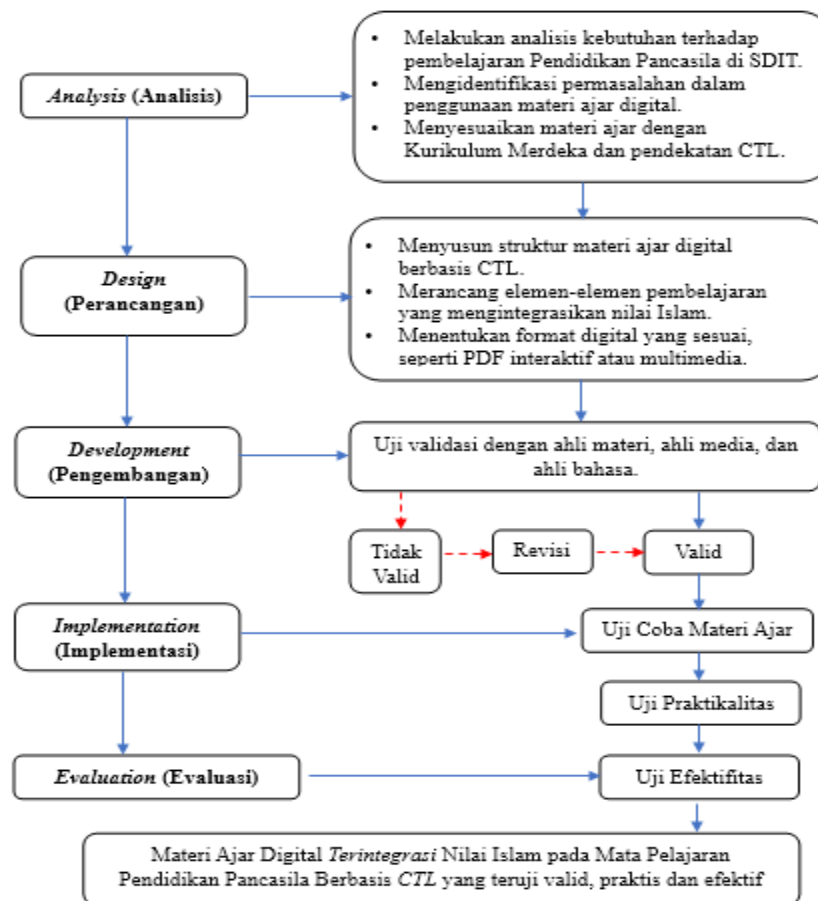 • Melakukan analisis kebutuhan terhadap
pembelajaran Pendidikan Pancasila di SDIT.
• Mengidentifikasi permasalahan dalam
penggunaan materi ajar digital.
• Menyesuaikan materi ajar dengan
Kurikulum Merdeka dan pendekatan CTL.
Analysis (Analisis)
• Menyusun struktur materi ajar digital
berbasis CTL.
• Merancang elemen-elemen pembelajaran
yang mengintegrasikan nilai Islam.
• Menentukan format digital yang sesuai,
seperti PDF interaktif atau multimedia.
Design
(Perancangan)
Development
(Pengembangan)
Uji validasi dengan ahli materi, ahli media, dan
ahli bahasa.
Tidak
Valid
Revisi
Valid
Implementation
(Implementasi)
Uji Coba Materi Ajar
Uji Praktikalitas
Evaluation (Evaluasi)
Uji Efektifitas
Materi Ajar Digital Terintegrasi Nilai Islam pada Mata Pelajaran
Pendidikan Pancasila Berbasis CTL yang teruji valid, praktis dan efektif